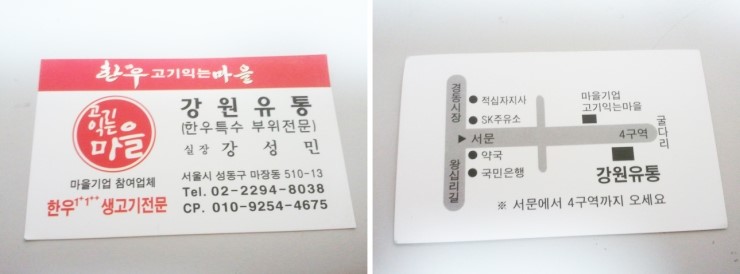 한우 고기익는마을
고기
익는
마을
마을기업 참여업체
한우1+1++ 생고기전문
강원유통
(한우특수 부위전문)
실장 강성민
서울시 성동구 마장동 510-13
Tel. 02-2294-8038
CP. 010-9254-4675
경동시장
● 적십자지사
● SK주유소
▶ 서문
● 약국
● 국민은행
왕십리길
마을기업
고기익는마을
4구역
굴다리
강원유통
※ 서문에서 4구역까지 오세요